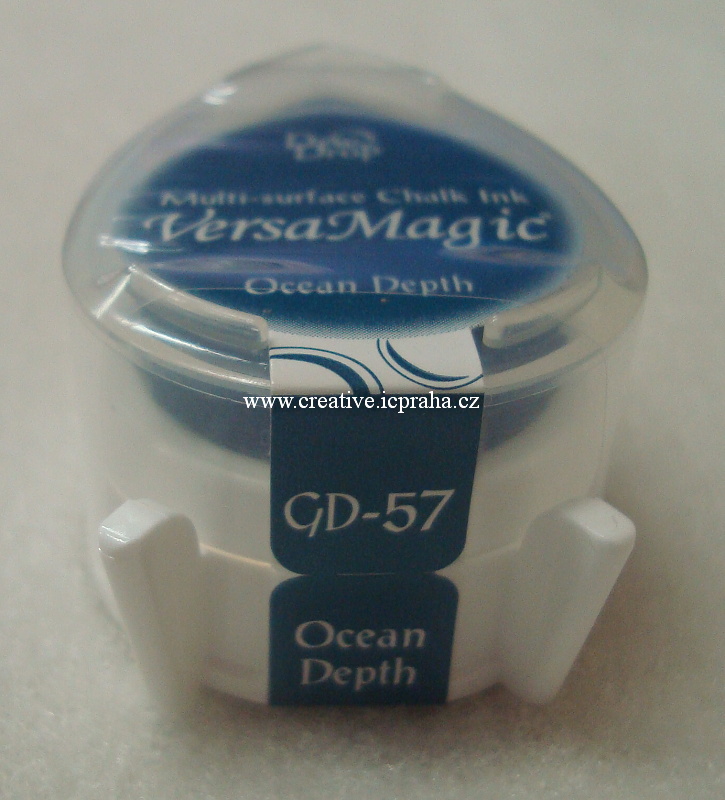 Dew
Drop
Multi-surface Chalk Ink
VersaMagic
Ocean Depth
www.creative.icpraha.cz
GD-57
Ocean
Depth